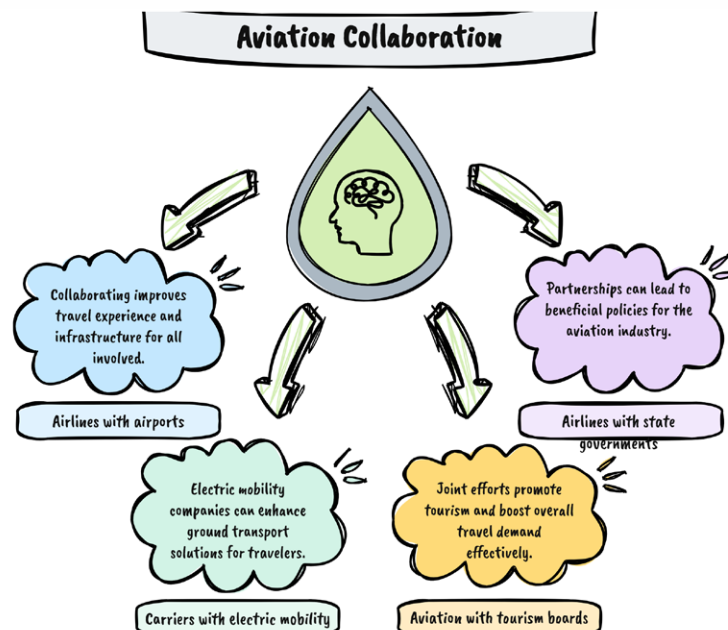 Aviation Collaboration
Collaborating improves
travel experience and
infrastructure for all
involved.
Airlines with airports
Partnerships can lead to
beneficial policies for the
aviation industry.
Airlines with state
governments
Electric mobility
companies can enhance
ground transport
solutions for travelers.
Carriers with electric mobility
Joint efforts promote
tourism and boost overall
travel demand
effectively.
Aviation with tourism boards